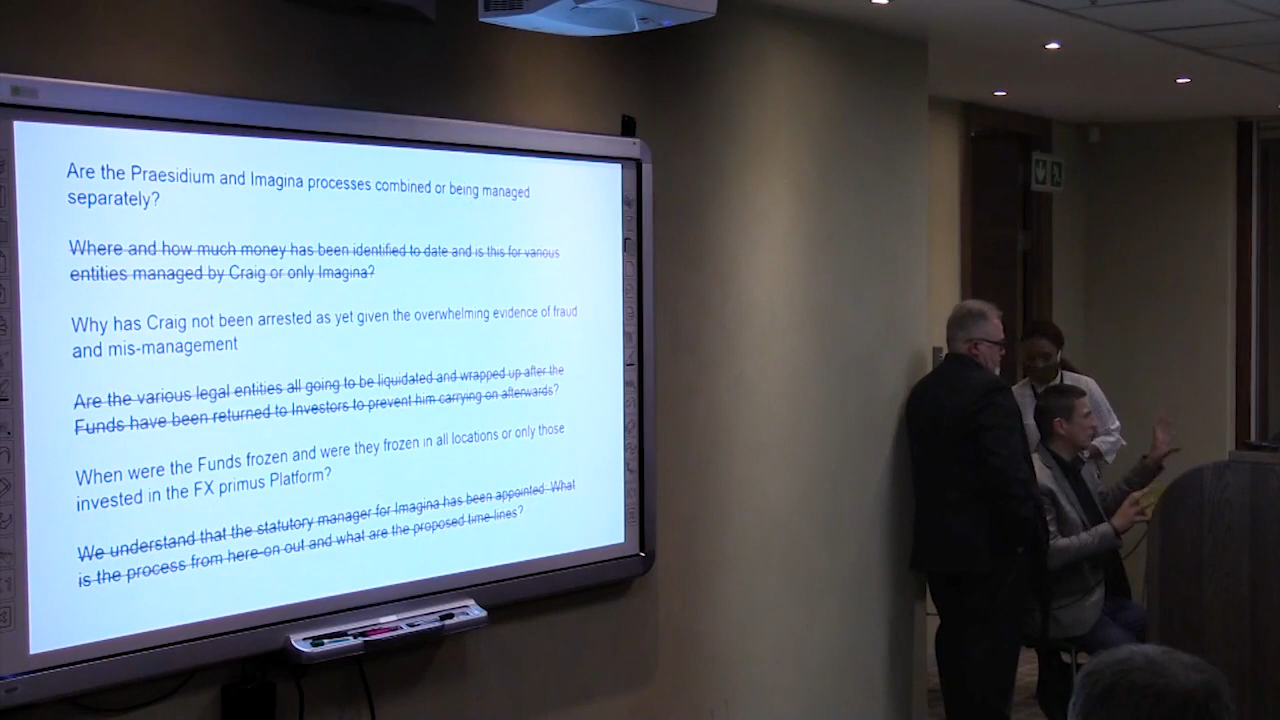 Are the Praesidium and Imagina processes combined or being managed
separately?
Where and how much money has been identified to date and is this for various
entities managed by Craig or only Imagina?
Why has Craig not been arrested as yet given the overwhelming evidence of fraud
and mis-management
Are the various legal entities all going to be liquidated and wrapped up after the
Funds have been returned to Investors to prevent him carrying on afterwards?
When were the Funds frozen and were they frozen in all locations or only those
invested in the FX primus Platform?
We understand that the statutory manager for Imagina has been appointed. What
is the process from here on out and what are the proposed time-lines?